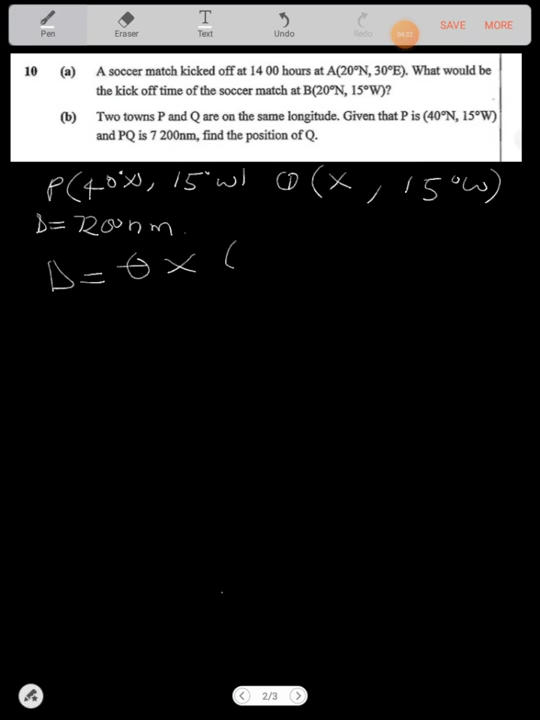 Pen Eraser Text Undo Redo 04:22 SAVE MORE
10 (a) A soccer match kicked off at 14 00 hours at A(20°N, 30°E). What would be
the kick off time of the soccer match at B(20°N, 15°W)?
(b) Two towns P and Q are on the same longitude. Given that P is (40°N, 15°W)
and PQ is 7 200nm, find the position of Q.
P(40°N, 15°W) Q(X, 15°W)
D=7200nm.
D=θ×(
2/3